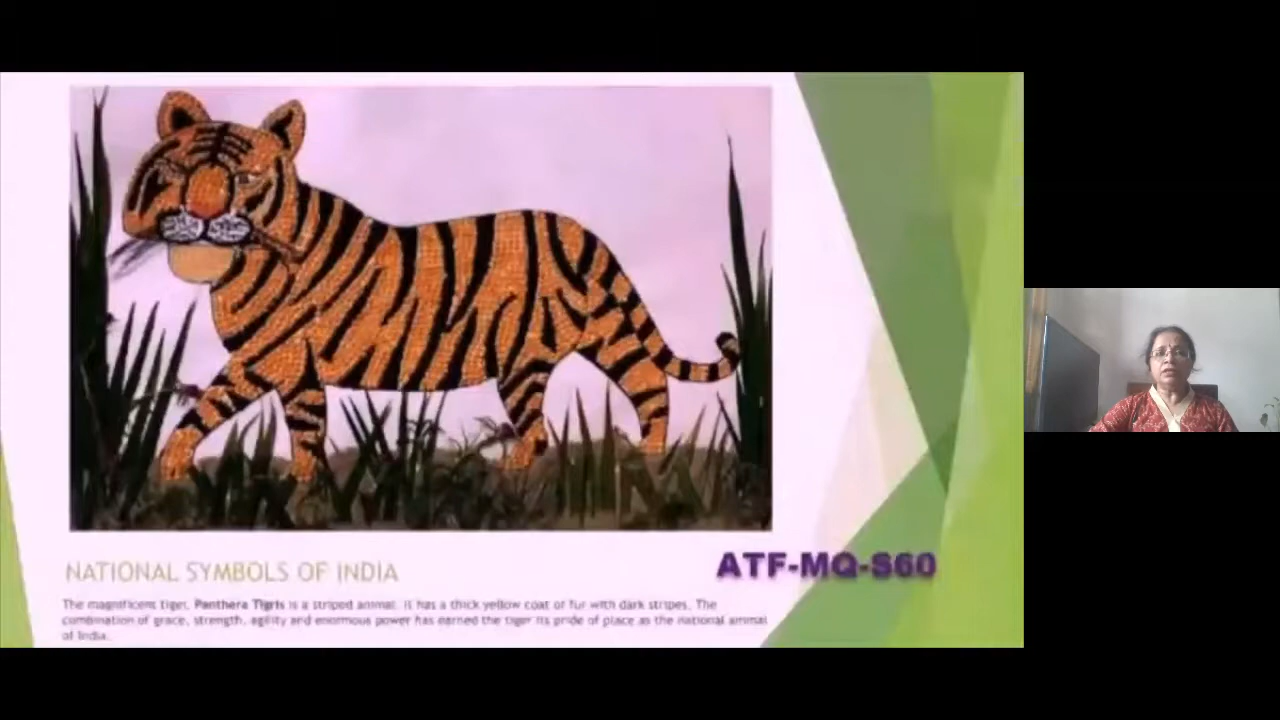 NATIONAL SYMBOLS OF INDIA
ATF-MQ-S60
The magnificent tiger, Panthera Tigris is a striped animal. It has a thick yellow coat of fur with dark stripes. The
combination of grace, strength, agility and enormous power has earned the tiger its pride of place as the national animal
of India.